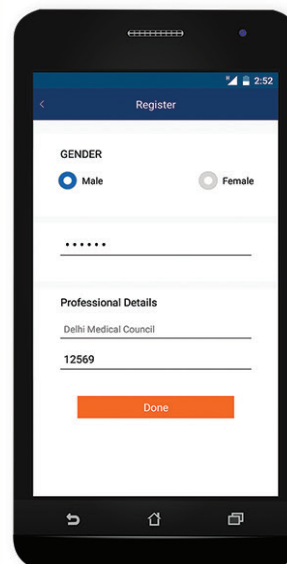 2:52
Register
GENDER
Male Female
••••••
Professional Details
Delhi Medical Council
12569
Done